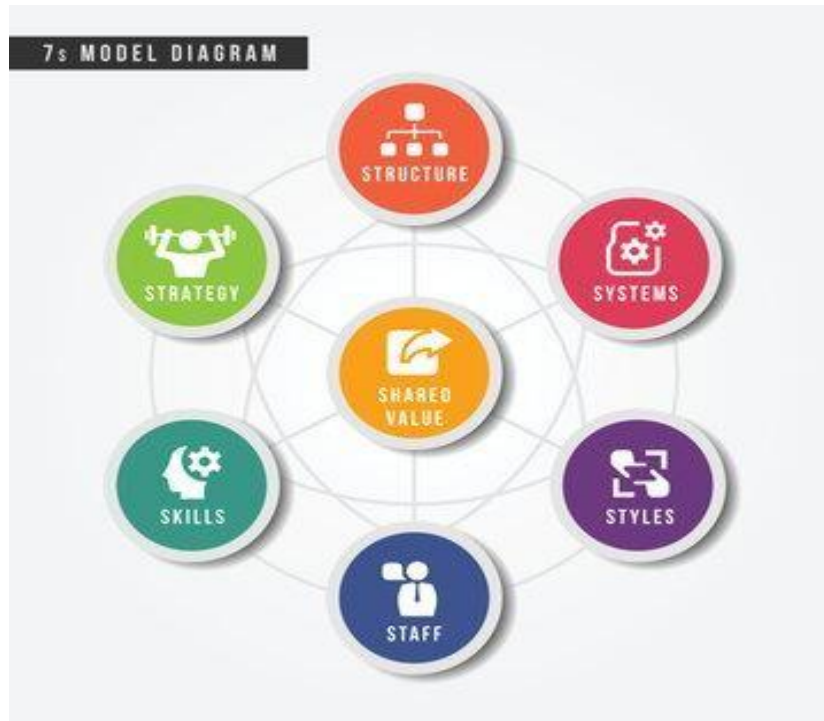 7s MODEL DIAGRAM
STRUCTURE
STRATEGY
SYSTEMS
SHARED
VALUE
SKILLS
STYLES
STAFF